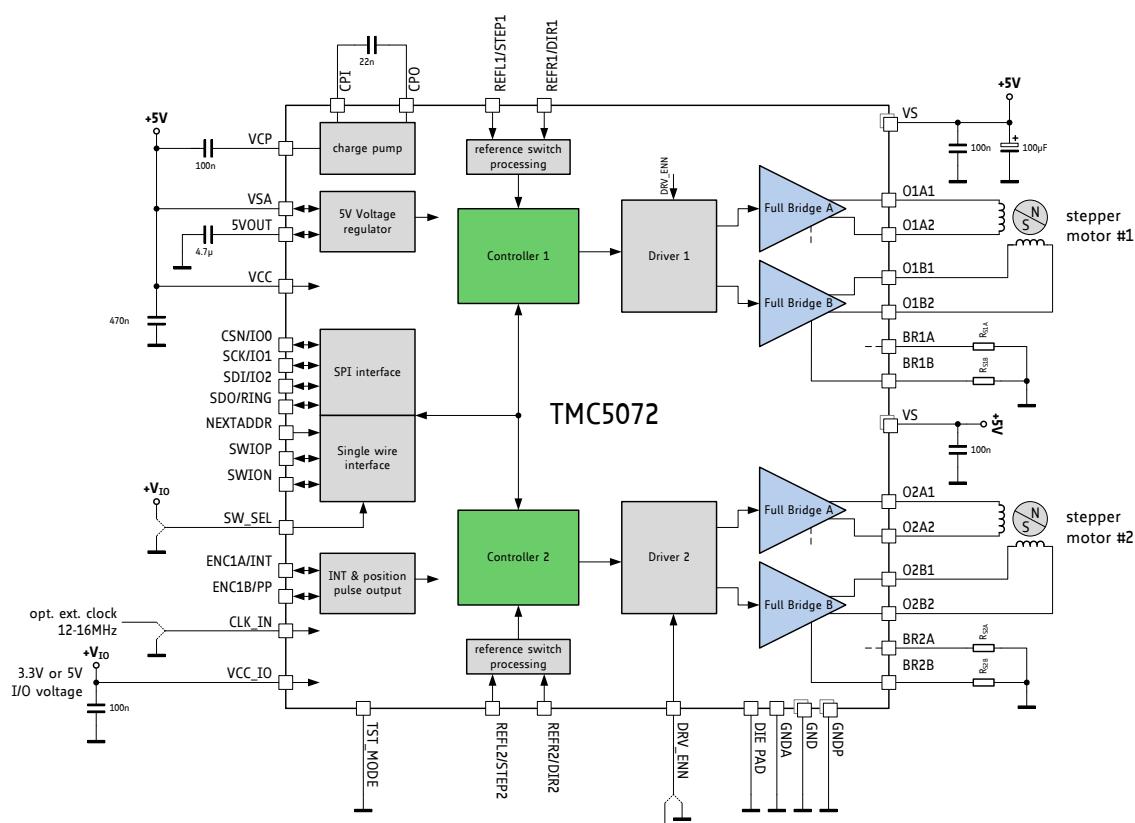 22n
CPI
CPO
REFL1/STEP1
REFR1/DIR1
+5V
VCP
100n
charge pump
reference switch
processing
VS
+5V
100n
+
100µF
VSA
5VOUT
4.7µ
5V Voltage
regulator
VCC
470n
Controller 1
DRV_ENN
Driver 1
Full Bridge A
Full Bridge B
O1A1
O1A2
O1B1
O1B2
BR1A
BR1B
RS1A
RS1B
N
S
stepper
motor #1
CSN/IO0
SCK/IO1
SDI/IO2
SDO/RING
NEXTADDR
SWIOP
SWION
SPI interface
Single wire
interface
TMC5072
VS
+5V
100n
+VIO
SW_SEL
ENC1A/INT
ENC1B/PP
INT & position
pulse output
Controller 2
Driver 2
Full Bridge A
Full Bridge B
O2A1
O2A2
O2B1
O2B2
BR2A
BR2B
RS2A
RS2B
N
S
stepper
motor #2
opt. ext. clock
12-16MHz
CLK_IN
+VIO
3.3V or 5V
I/O voltage
VCC_IO
100n
reference switch
processing
TST_MODE
REFL2/STEP2
REFR2/DIR2
DRV_ENN
DIE PAD
GNDA
GND
GNDP